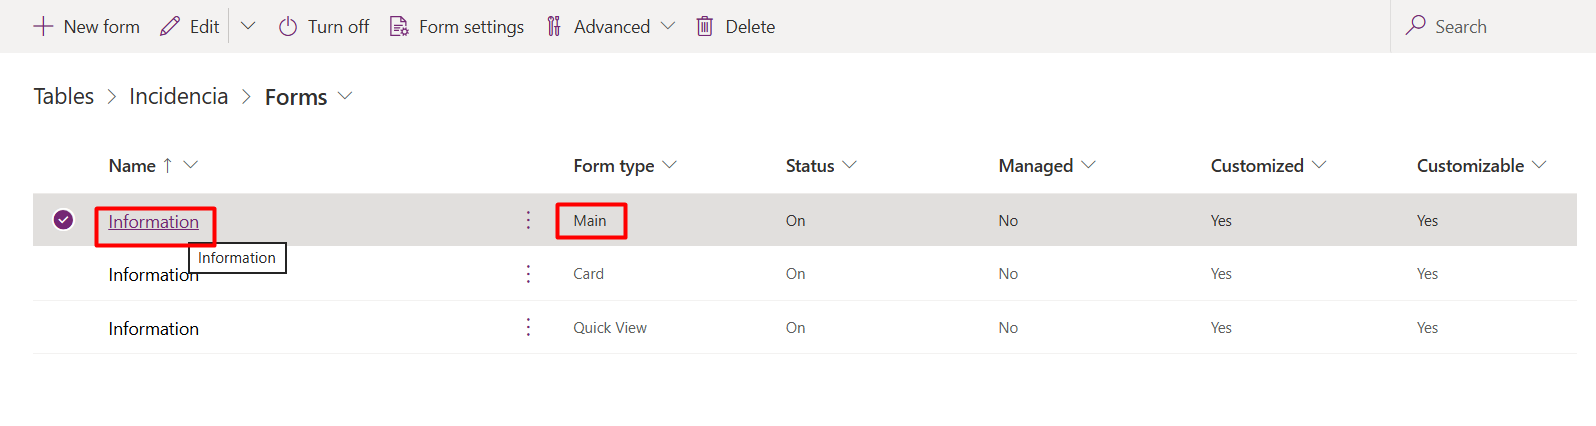 New form Edit Turn off Form settings Advanced Delete Search
Tables > Incidencia > Forms
Name ↑ Form type Status Managed Customized Customizable
Information Main On No Yes Yes
Information
Information Card On No Yes Yes
Information Quick View On No Yes Yes